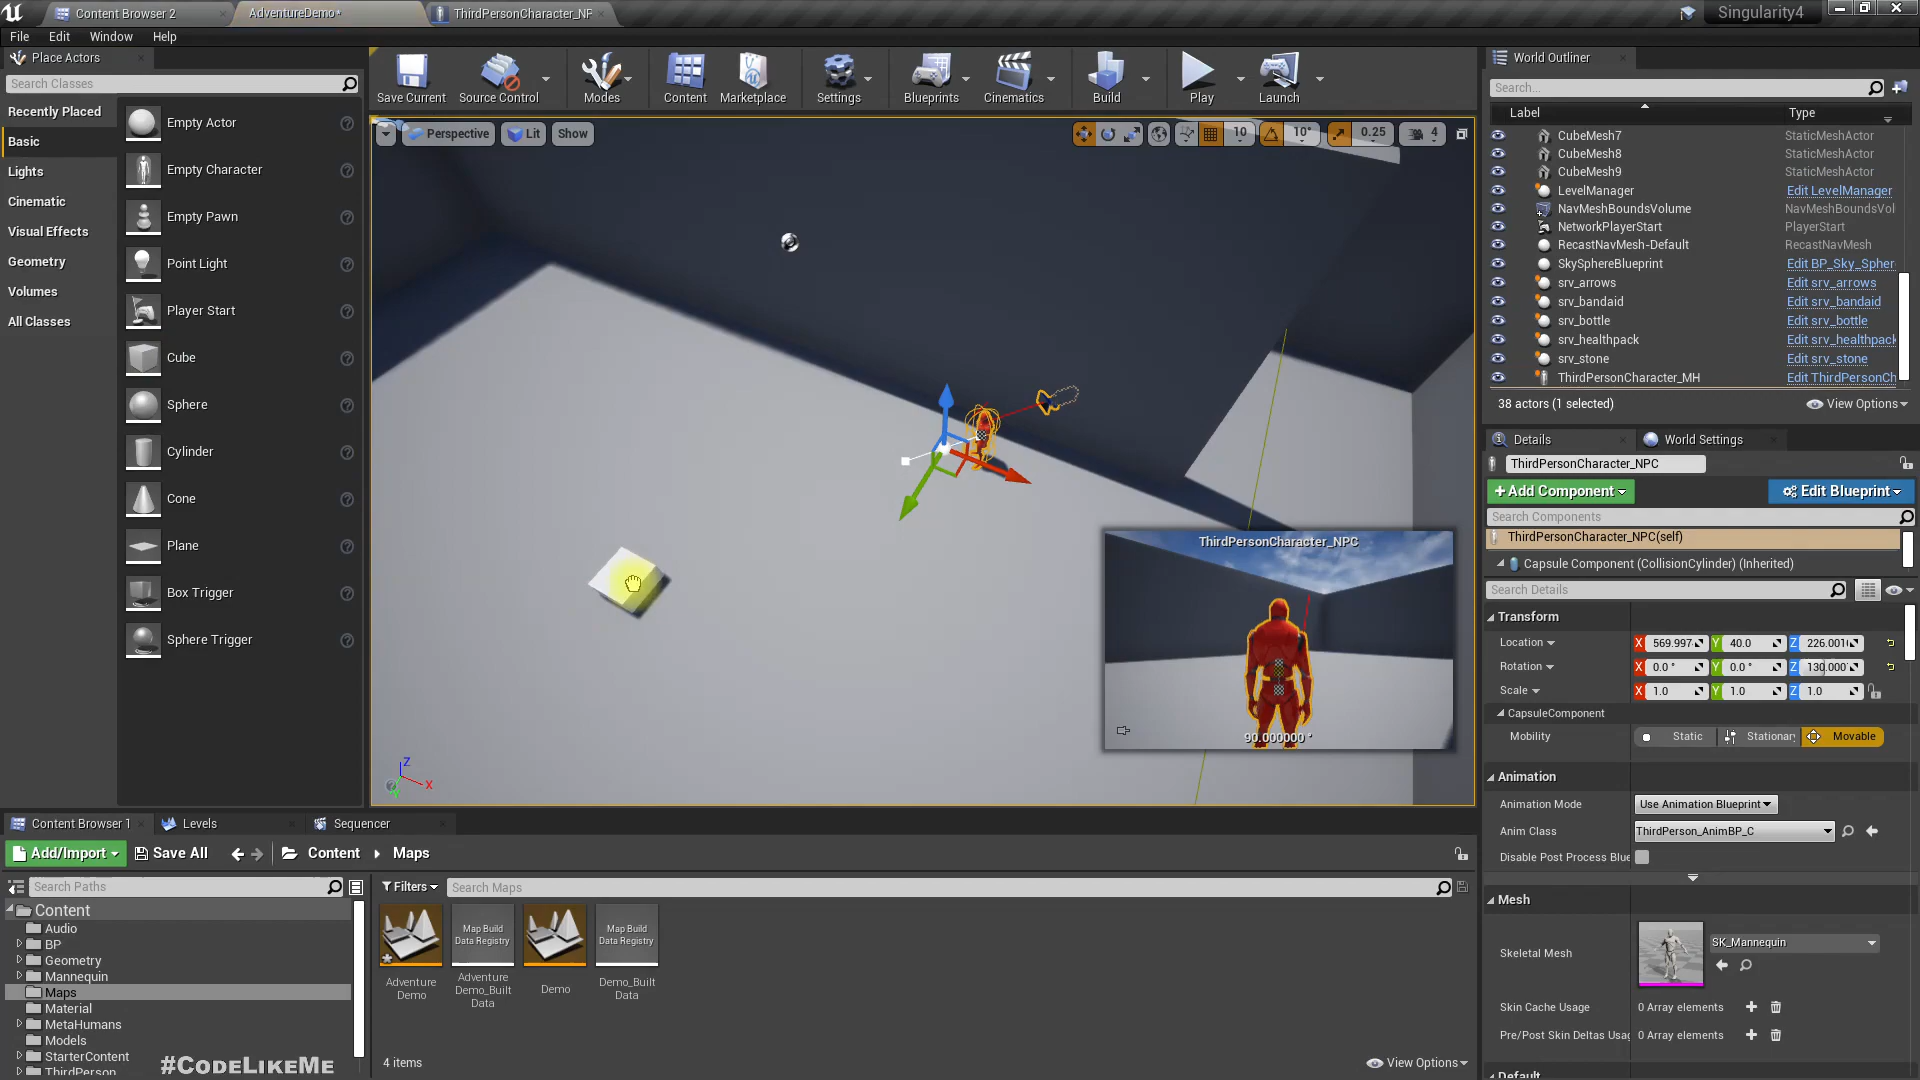 Content Browser 2
AdventureDemo*
ThirdPersonCharacter_NP
Singularity4
File Edit Window Help
Place Actors
Search Classes
Recently Placed
Basic
Lights
Cinematic
Visual Effects
Geometry
Volumes
All Classes
Empty Actor
Empty Character
Empty Pawn
Point Light
Player Start
Cube
Sphere
Cylinder
Cone
Plane
Box Trigger
Sphere Trigger
Save Current
Source Control
Modes
Content
Marketplace
Settings
Blueprints
Cinematics
Build
Play
Launch
Perspective
Lit
Show
10
10°
0.25
4
ThirdPersonCharacter_NPC
90.000000 °
Z
X
Y
World Outliner
Search...
Label Type
CubeMesh7 StaticMeshActor
CubeMesh8 StaticMeshActor
CubeMesh9 StaticMeshActor
LevelManager Edit LevelManager
NavMeshBoundsVolume NavMeshBoundsVol
NetworkPlayerStart PlayerStart
RecastNavMesh-Default RecastNavMesh
SkySphereBlueprint Edit BP_Sky_Spher
srv_arrows Edit srv_arrows
srv_bandaid Edit srv_bandaid
srv_bottle Edit srv_bottle
srv_healthpack Edit srv_healthpack
srv_stone Edit srv_stone
ThirdPersonCharacter_MH Edit ThirdPersonCh
38 actors (1 selected)
View Options
Details
World Settings
ThirdPersonCharacter_NPC
+Add Component
Edit Blueprint
Search Components
ThirdPersonCharacter_NPC(self)
Capsule Component (CollisionCylinder) (Inherited)
Search Details
Transform
Location X 569.997 Y 40.0 Z 226.001
Rotation X 0.0 ° Y 0.0 ° Z 130.000
Scale X 1.0 Y 1.0 Z 1.0
CapsuleComponent
Mobility Static Stationar Movable
Animation
Animation Mode Use Animation Blueprint
Anim Class ThirdPerson_AnimBP_C
Disable Post Process Blue
Mesh
Skeletal Mesh SK_Mannequin
Skin Cache Usage 0 Array elements
Pre/Post Skin Deltas Usag 0 Array elements
Default
Content Browser 1
Levels
Sequencer
Add/Import
Save All
Content
Maps
Search Paths
Filters
Search Maps
Content
Audio
BP
Geometry
Mannequin
Maps
Material
MetaHumans
Models
StarterContent
ThirdPerson
Adventure
Demo
Map Build
Data Registry
Adventure
Demo_Built
Data
Demo
Map Build
Data Registry
Demo_Built
Data
4 items
View Options
#CodeLikeMe